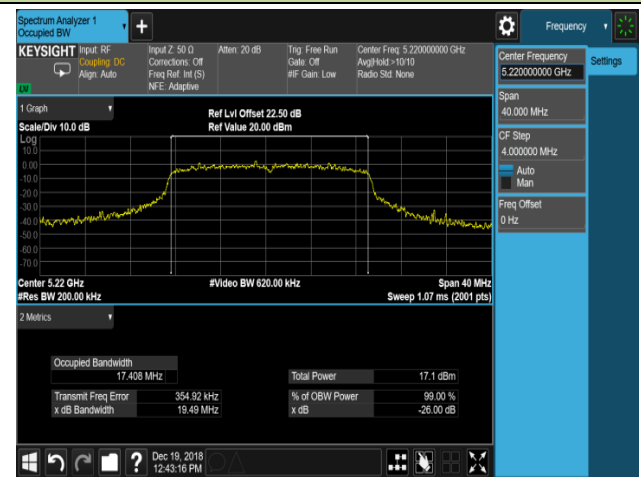 Spectrum Analyzer 1
Occupied BW
Frequency
KEYSIGHT
Input: RF
Coupling: DC
Align: Auto
Input Z: 50 Ω
Corrections: Off
Freq Ref: Int (S)
NFE: Adaptive
Atten: 20 dB
Trig: Free Run
Gate: Off
#IF Gain: Low
Center Freq: 5.220000000 GHz
Avg|Hold:>10/10
Radio Std: None
LXI
1 Graph
Scale/Div 10.0 dB
Ref Lvl Offset 22.50 dB
Ref Value 20.00 dBm
Log
10.0
0.00
-10.0
-20.0
-30.0
-40.0
-50.0
-60.0
-70.0
Center 5.22 GHz
#Video BW 620.00 kHz
Span 40 MHz
#Res BW 200.00 kHz
Sweep 1.07 ms (2001 pts)
2 Metrics
Occupied Bandwidth
17.408 MHz
Total Power 17.1 dBm
Transmit Freq Error 354.92 kHz
% of OBW Power 99.00 %
x dB Bandwidth 19.49 MHz
x dB -26.00 dB
Dec 19, 2018
12:43:16 PM
Center Frequency
5.220000000 GHz
Settings
Span
40.000 MHz
CF Step
4.000000 MHz
Auto
Man
Freq Offset
0 Hz